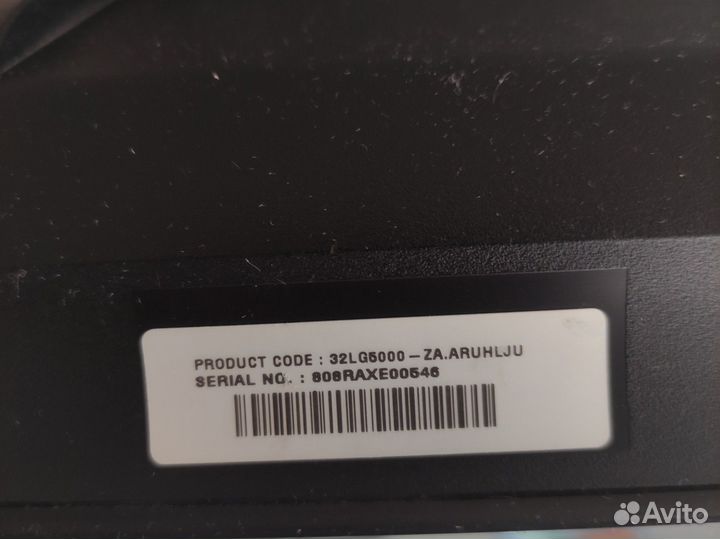 PRODUCT CODE : 32LG5000-ZA.ARUHLJU
SERIAL NO. : 808RAXE00546
Avito